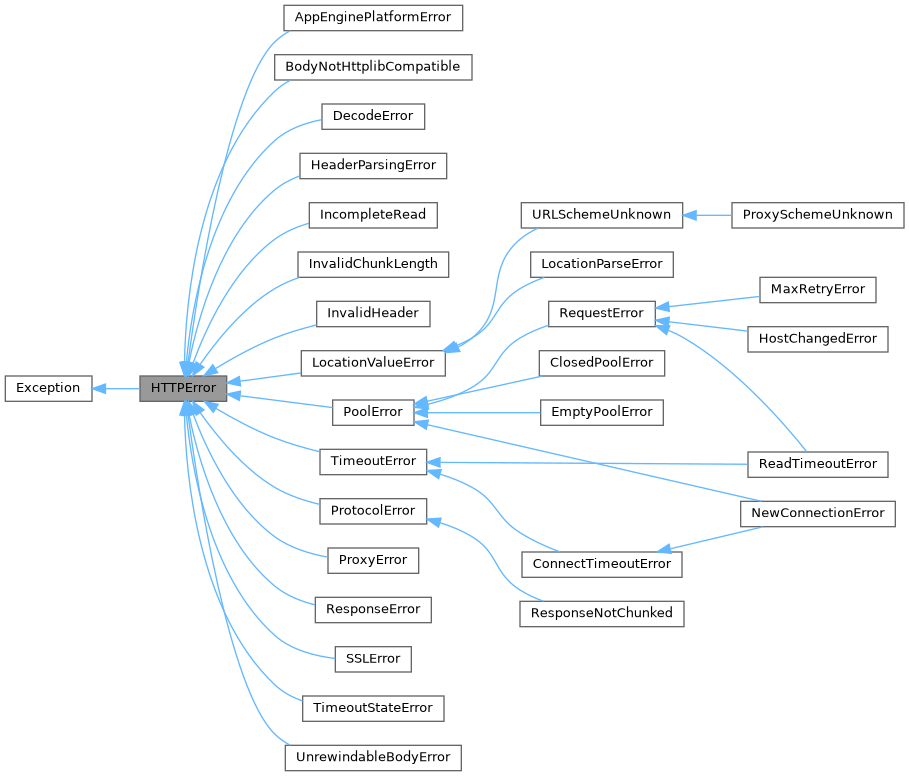 AppEnginePlatformError
BodyNotHttplibCompatible
DecodeError
HeaderParsingError
IncompleteRead
URLSchemeUnknown
ProxySchemeUnknown
InvalidChunkLength
LocationParseError
MaxRetryError
InvalidHeader
RequestError
HostChangedError
LocationValueError
ClosedPoolError
Exception
HTTPError
PoolError
EmptyPoolError
TimeoutError
ReadTimeoutError
ProtocolError
NewConnectionError
ProxyError
ConnectTimeoutError
ResponseError
ResponseNotChunked
SSLError
TimeoutStateError
UnrewindableBodyError